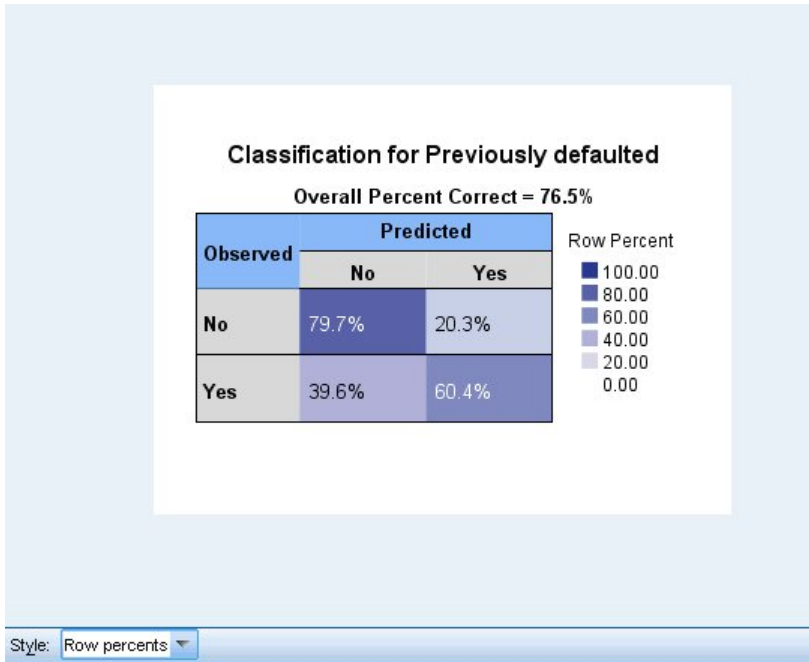 Classification for Previously defaulted
Overall Percent Correct = 76.5%
Observed
Predicted
No Yes
No 79.7% 20.3%
Yes 39.6% 60.4%
Row Percent
100.00
80.00
60.00
40.00
20.00
0.00
Style: Row percents